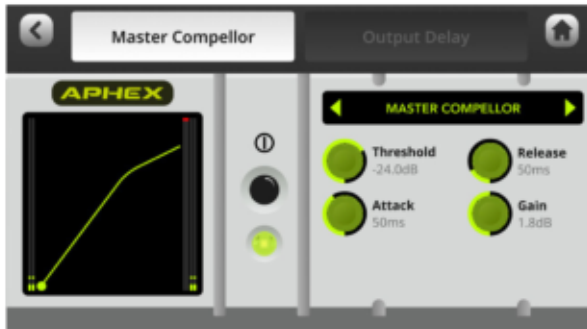 Master Compellor
Output Delay
APHEX
MASTER COMPELLOR
Threshold
-24.0dB
Release
50ms
Attack
50ms
Gain
1.8dB